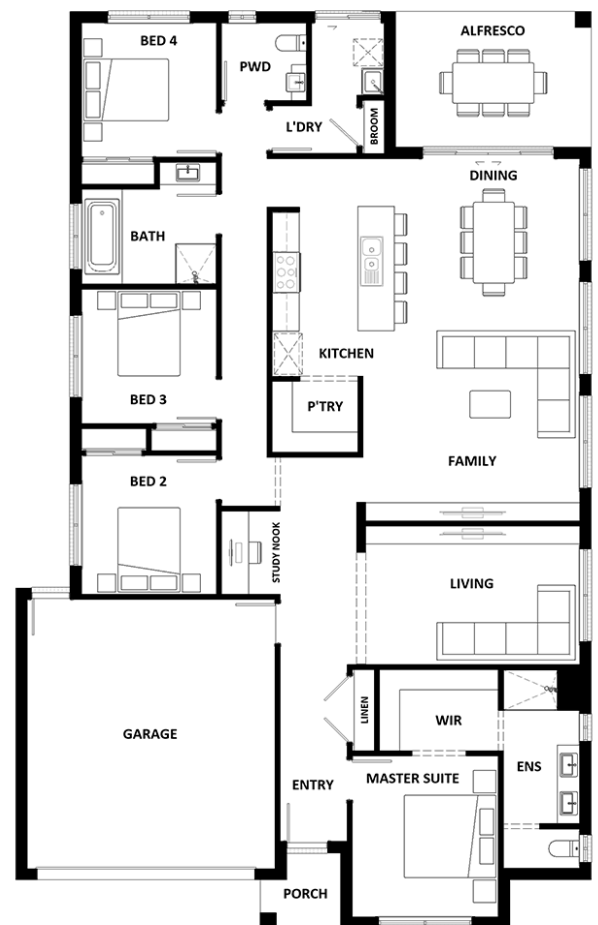 BED 4
ALFRESCO
PWD
BROOM
L'DRY
DINING
BATH
KITCHEN
BED 3
P'TRY
FAMILY
BED 2
STUDY NOOK
LIVING
LINEN
WIR
GARAGE
ENS
MASTER SUITE
ENTRY
PORCH